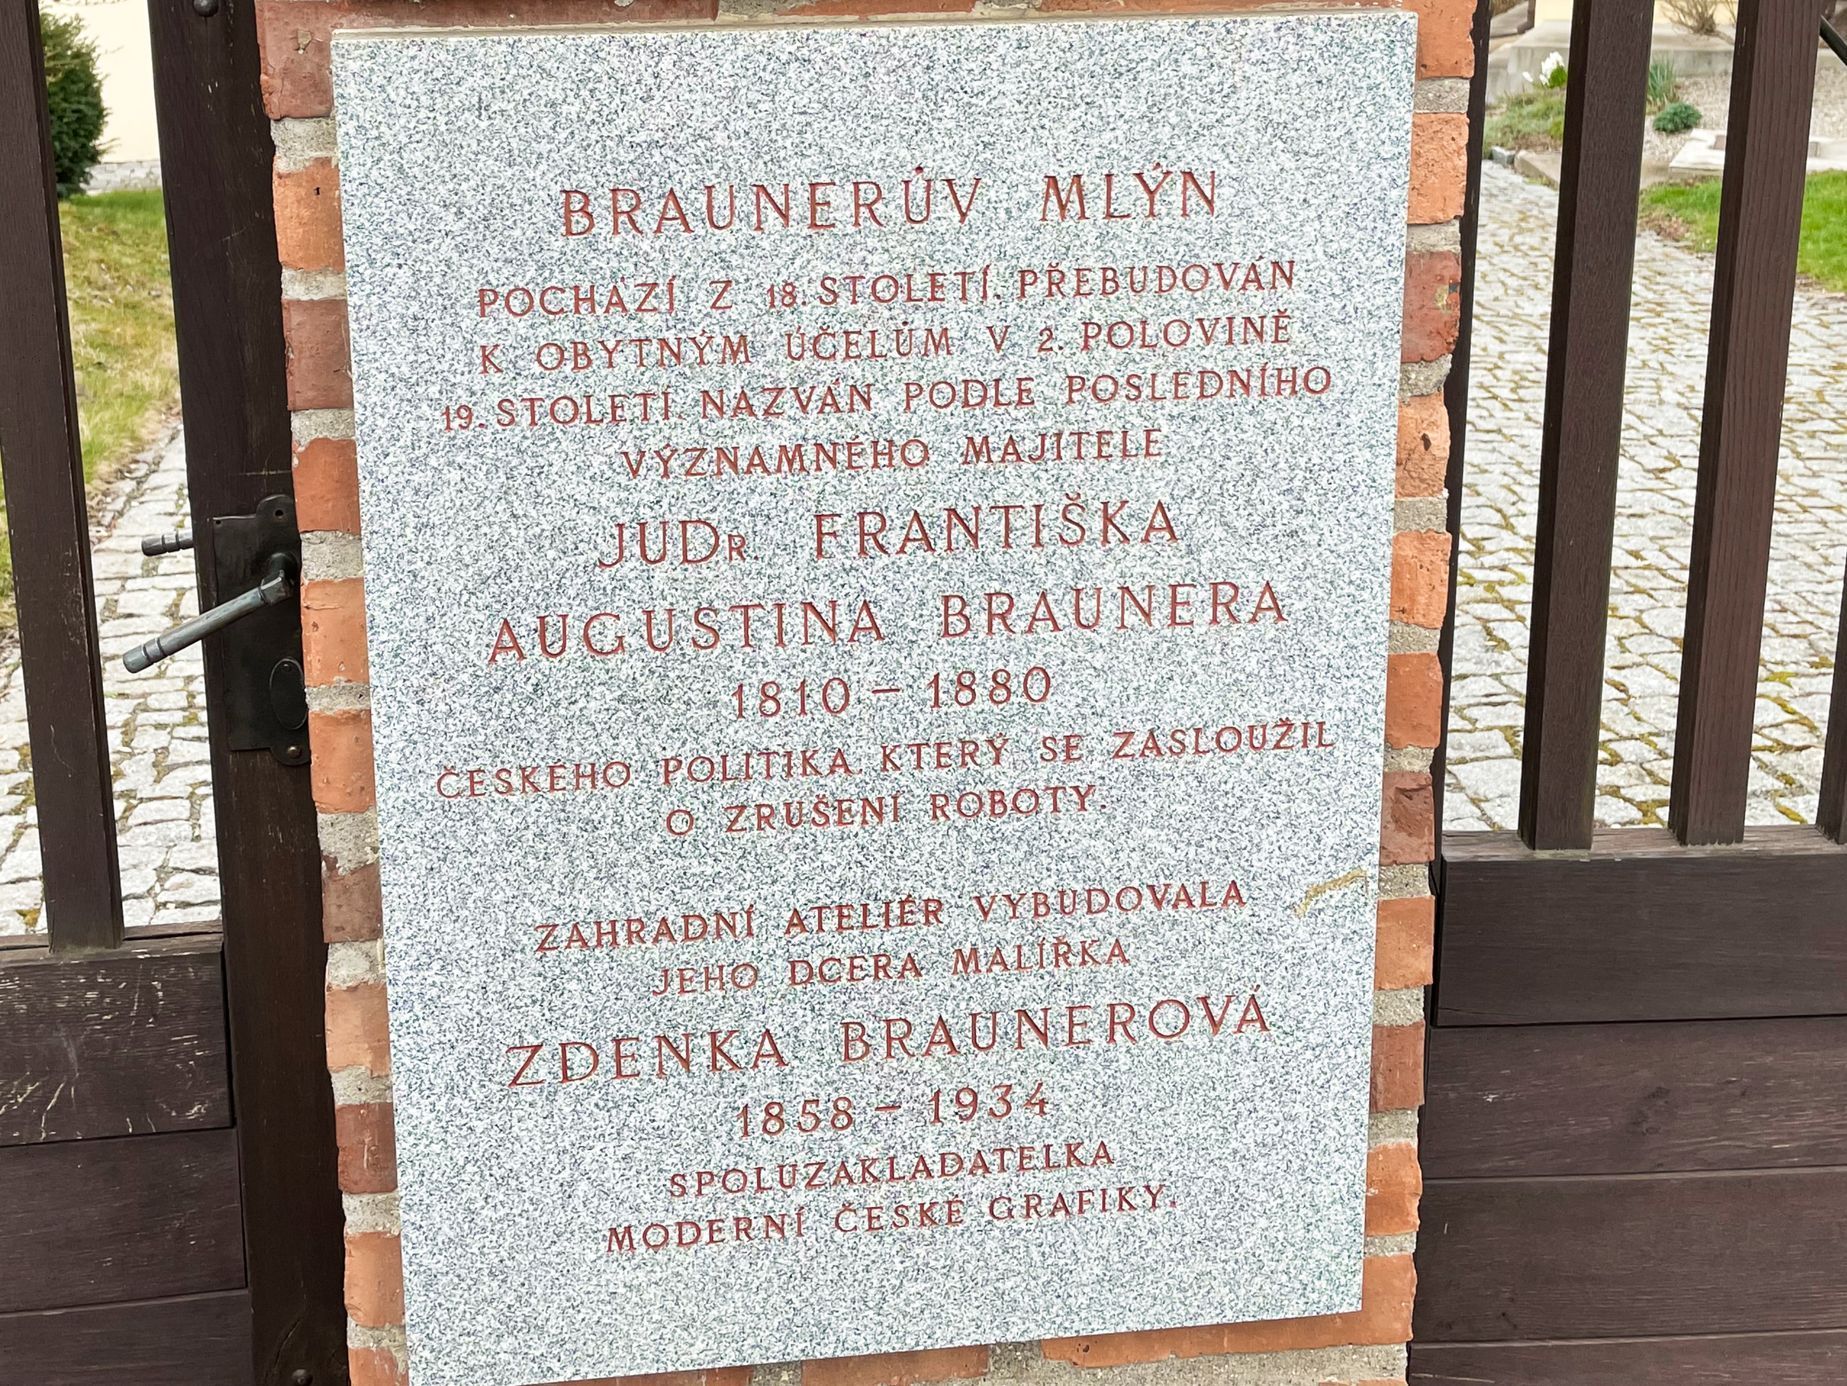 BRAUNERŮV MLÝN
POCHÁZÍ Z 18. STOLETÍ. PŘEBUDOVÁN
K OBYTNÝM ÚČELŮM V 2. POLOVINĚ
19. STOLETÍ. NAZVÁN PODLE POSLEDNÍHO
VÝZNAMNÉHO MAJITELE
JUDR. FRANTIŠKA
AUGUSTINA BRAUNERA
1810 – 1880
ČESKÉHO POLITIKA. KTERÝ SE ZASLOUŽIL
O ZRUŠENÍ ROBOTY.
ZAHRADNÍ ATELIÉR VYBUDOVALA
JEHO DCERA MALÍŘKA
ZDENKA BRAUNEROVÁ
1858 – 1934
SPOLUZAKLADATELKA
MODERNÍ ČESKÉ GRAFIKY.